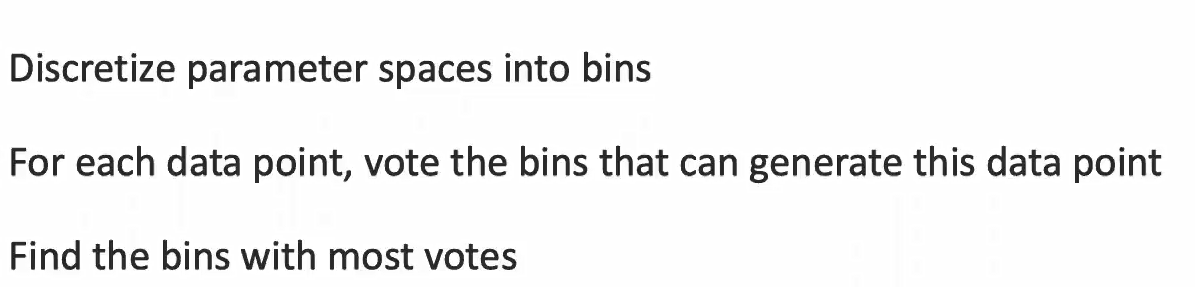 Discretize parameter spaces into bins
For each data point, vote the bins that can generate this data point
Find the bins with most votes